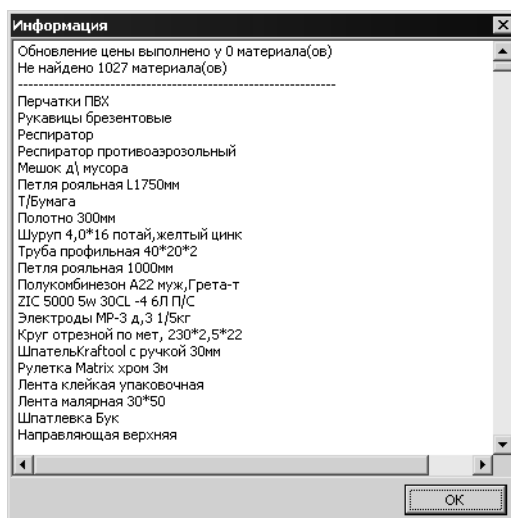 Информация
Обновление цены выполнено у 0 материала(ов)
Не найдено 1027 материала(ов)
--------------------------------------------------------------
Перчатки ПВХ
Рукавицы брезентовые
Респиратор
Респиратор противоаэрозольный
Мешок д\ мусора
Петля рояльная L1750мм
Т/Бумага
Полотно 300мм
Шуруп 4,0*16 потай,желтый цинк
Труба профильная 40*20*2
Петля рояльная 1000мм
Полукомбинезон А22 муж,Грета-т
ZIC 5000 5w 30CL -4 6Л П/С
Электроды МР-3 д,3 1/5кг
Круг отрезной по мет, 230*2,5*22
ШпательKraftool с ручкой 30мм
Рулетка Matrix хром 3м
Лента клейкая упаковочная
Лента малярная 30*50
Шпатлевка Бук
Направляющая верхняя
OK